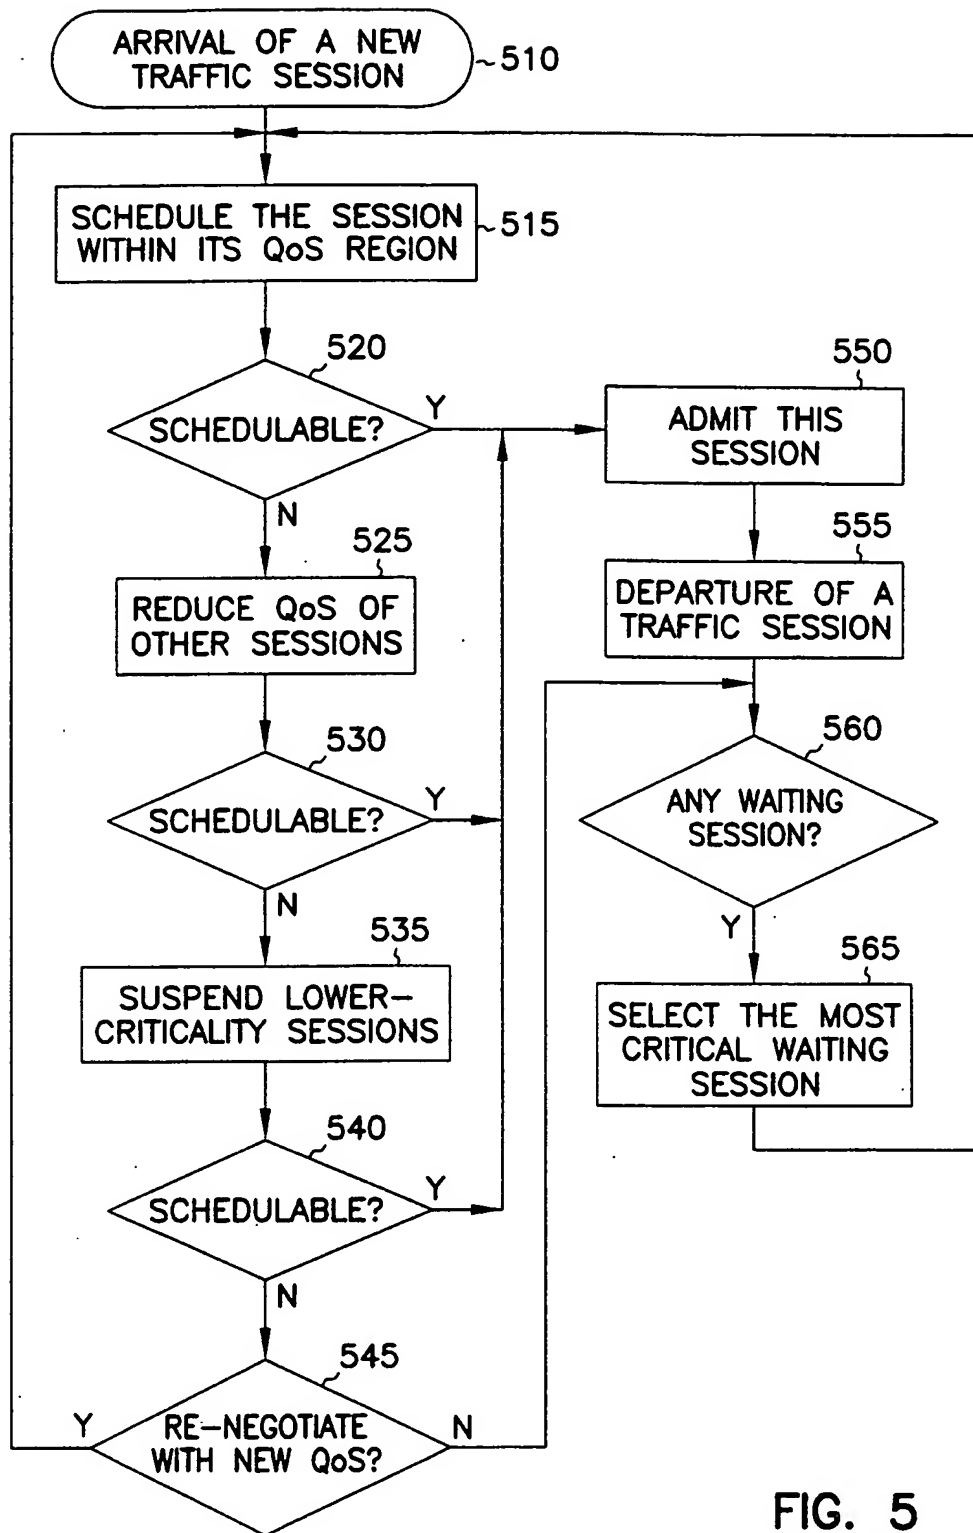 ARRIVAL OF A NEW
TRAFFIC SESSION
510
SCHEDULE THE SESSION
WITHIN ITS QoS REGION
515
520
SCHEDULABLE?
Y
N
525
REDUCE QoS OF
OTHER SESSIONS
530
SCHEDULABLE?
Y
N
535
SUSPEND LOWER-
CRITICALITY SESSIONS
540
SCHEDULABLE?
Y
N
545
RE-NEGOTIATE
WITH NEW QoS?
Y
N
550
ADMIT THIS
SESSION
555
DEPARTURE OF A
TRAFFIC SESSION
560
ANY WAITING
SESSION?
Y
565
SELECT THE MOST
CRITICAL WAITING
SESSION
FIG. 5